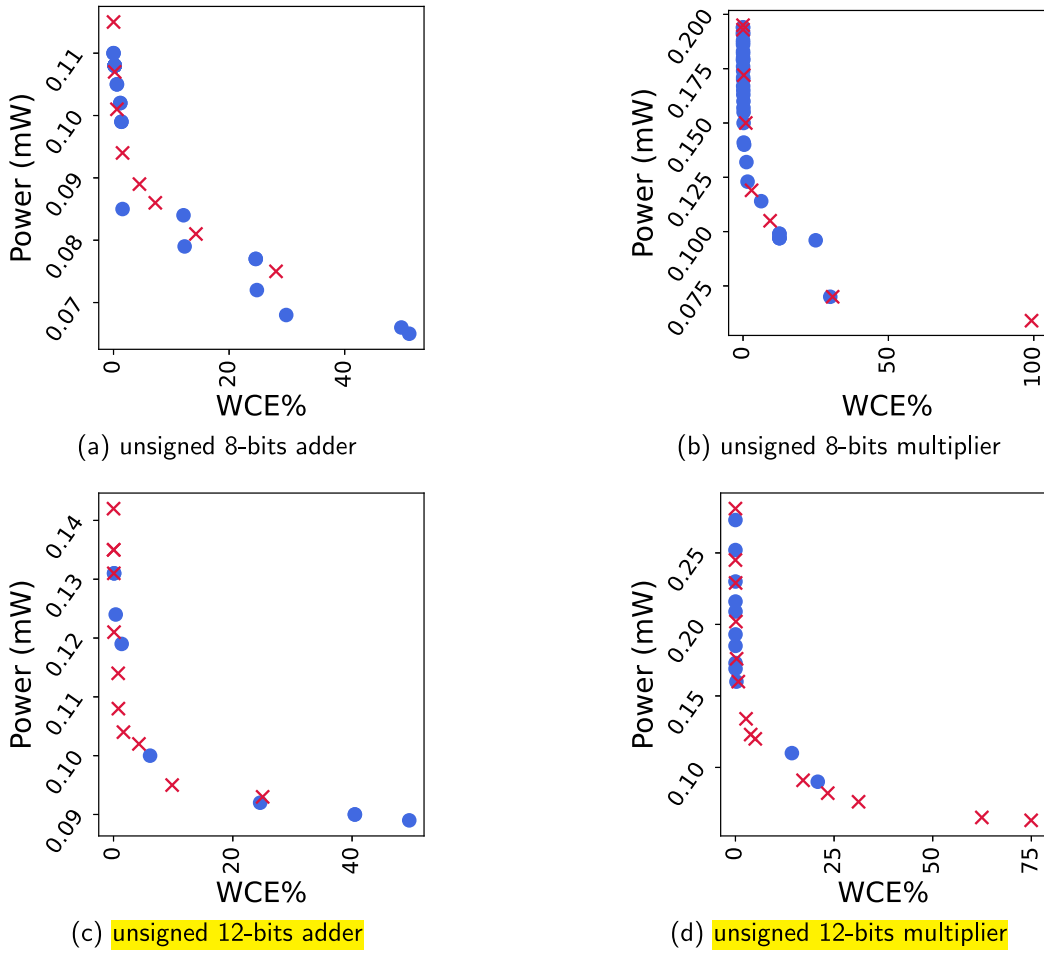 0.11
0.10
0.09
0.08
0.07
Power (mW)
0
20
40
WCE%
(a) unsigned 8-bits adder
0.200
0.175
0.150
0.125
0.100
0.075
Power (mW)
0
50
100
WCE%
(b) unsigned 8-bits multiplier
0.14
0.13
0.12
0.11
0.10
0.09
Power (mW)
0
20
40
WCE%
(c) unsigned 12-bits adder
0.25
0.20
0.15
0.10
Power (mW)
0
25
50
75
WCE%
(d) unsigned 12-bits multiplier